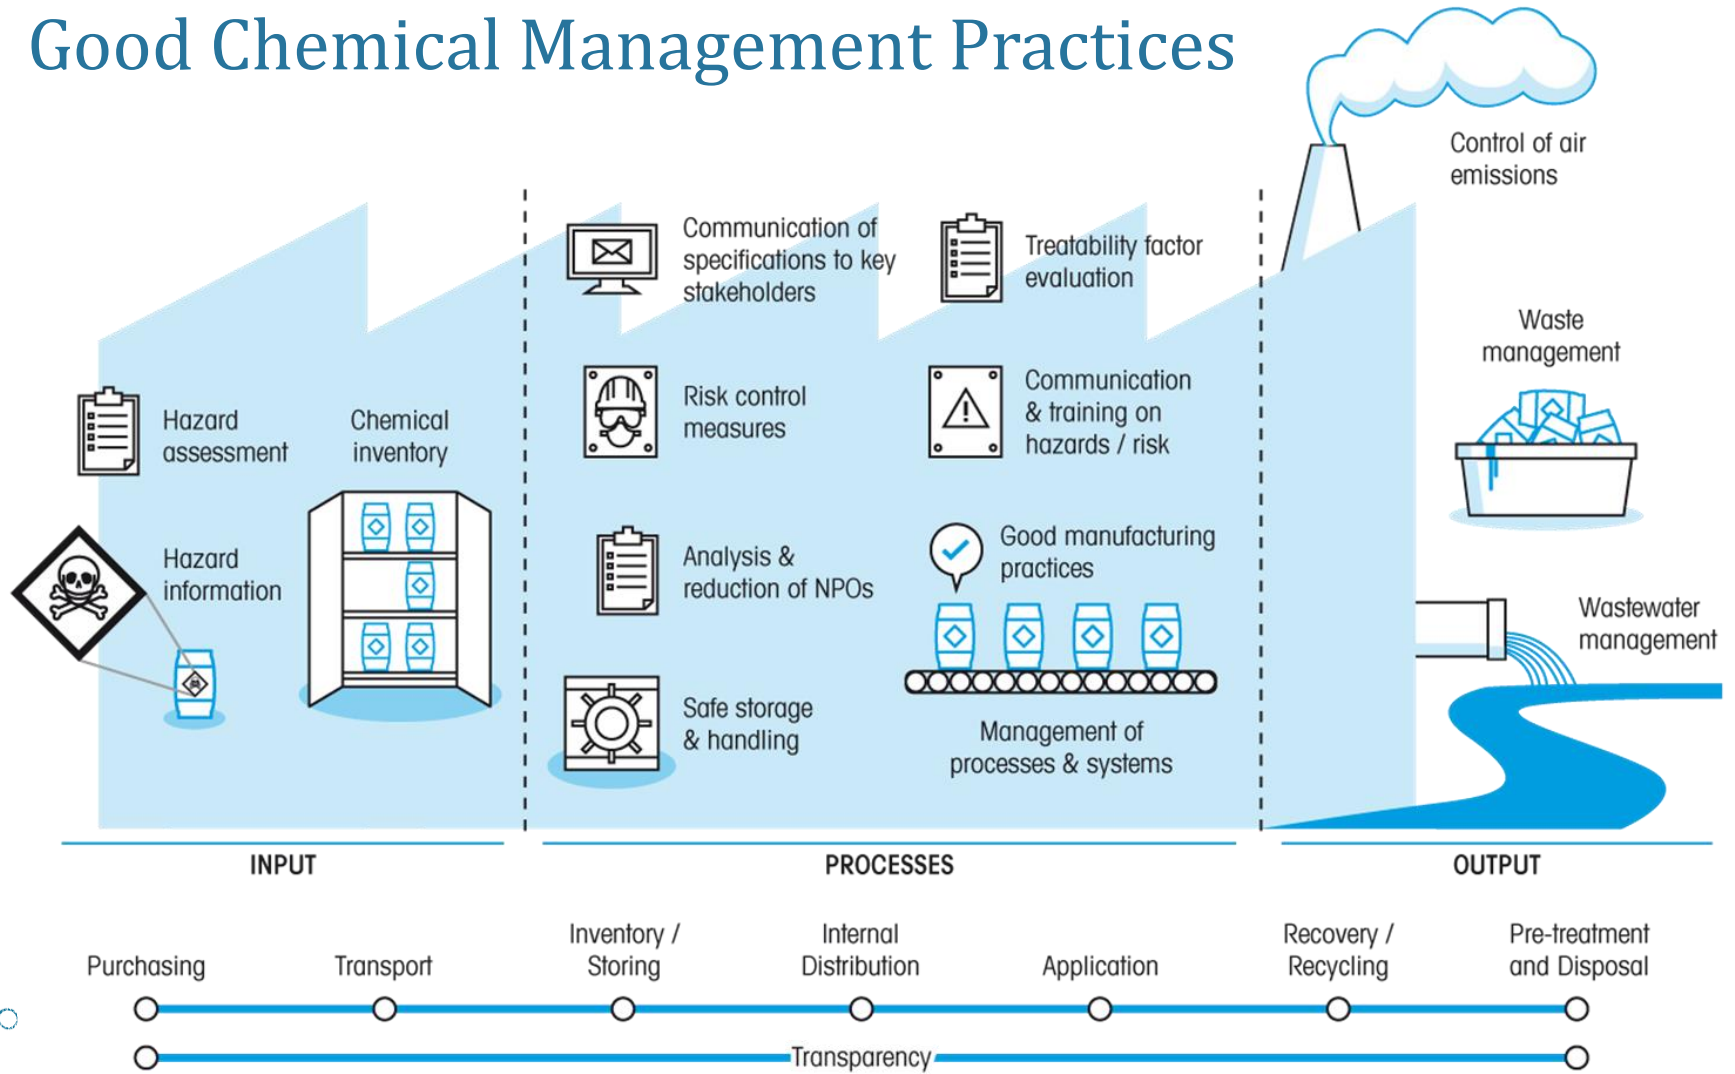 Good Chemical Management Practices
Control of air
emissions
Communication of
specifications to key
stakeholders
Treatability factor
evaluation
Waste
management
Hazard
assessment
Chemical
inventory
Risk control
measures
Communication
& training on
hazards / risk
Hazard
information
Analysis &
reduction of NPOs
Good manufacturing
practices
Wastewater
management
Safe storage
& handling
Management of
processes & systems
INPUT
PROCESSES
OUTPUT
Purchasing
Transport
Inventory /
Storing
Internal
Distribution
Application
Recovery /
Recycling
Pre-treatment
and Disposal
Transparency